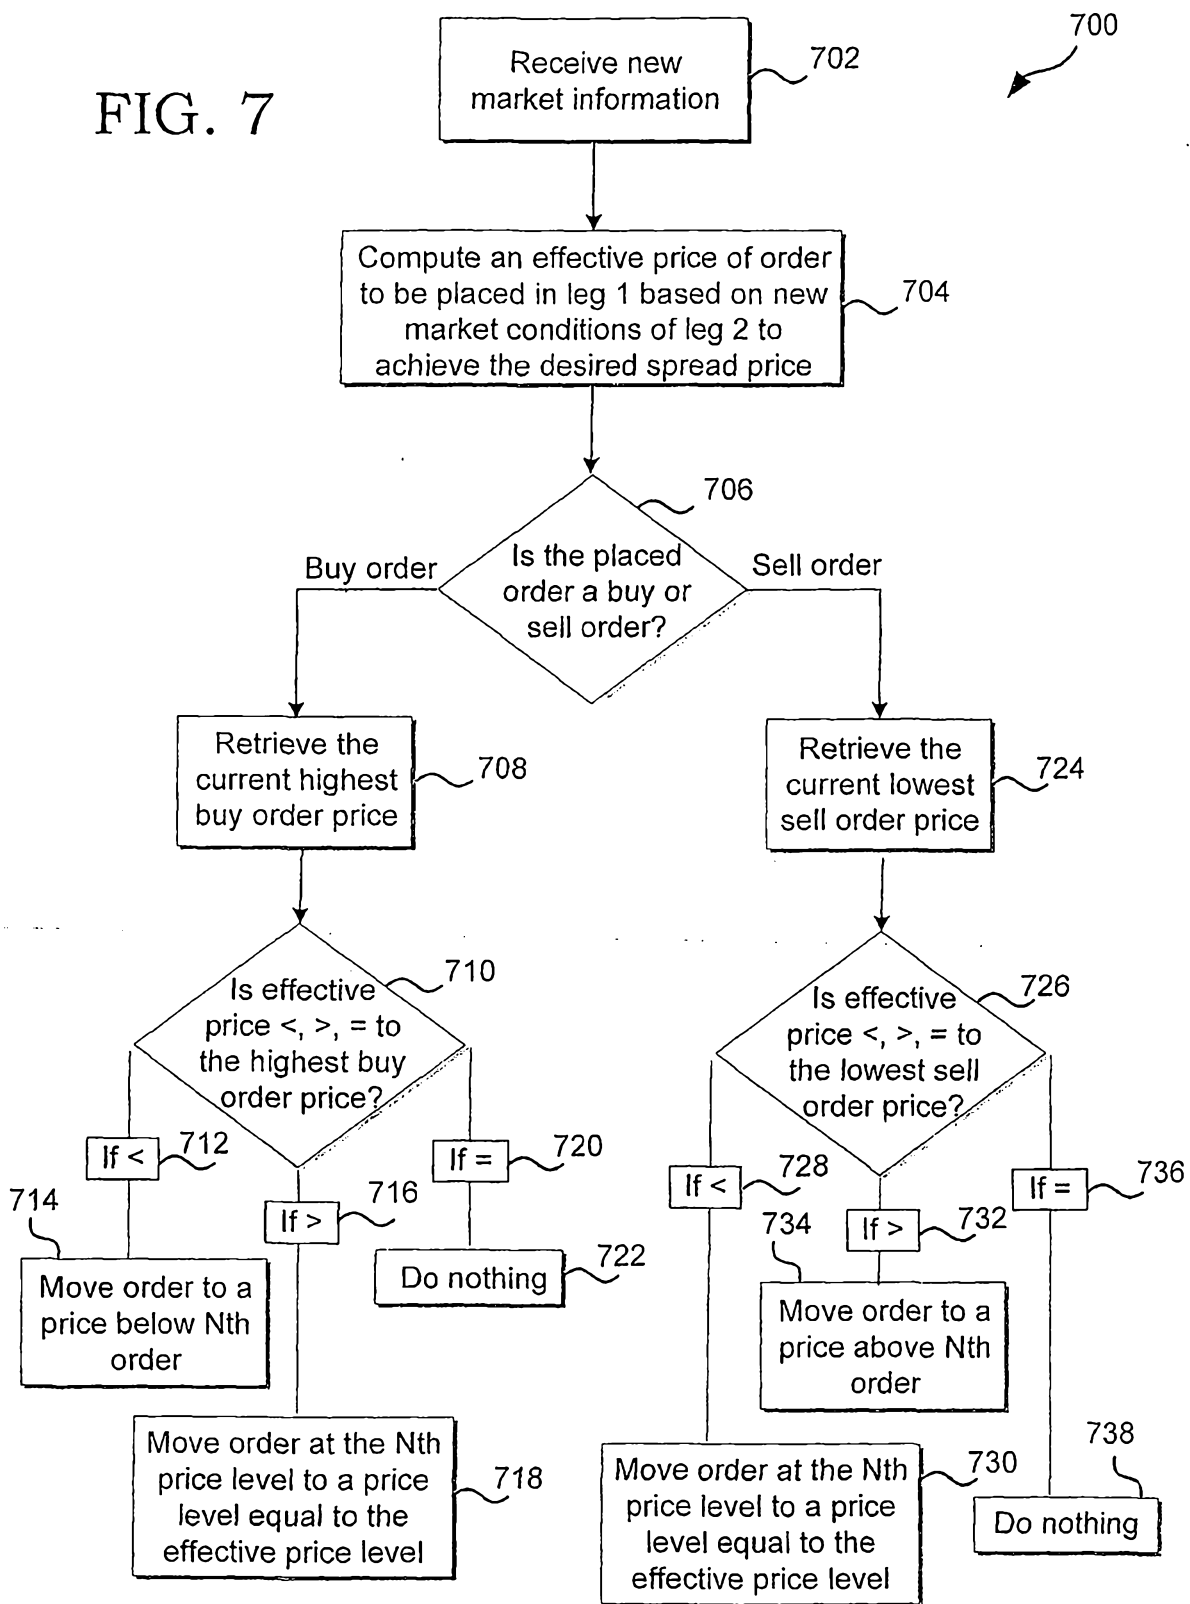 700
702
Receive new
market information
FIG. 7
Compute an effective price of order
to be placed in leg 1 based on new
market conditions of leg 2 to
achieve the desired spread price
704
706
Is the placed
order a buy or
sell order?
Buy order
Sell order
Retrieve the
current highest
buy order price
708
Retrieve the
current lowest
sell order price
724
710
Is effective
price <, >, = to
the highest buy
order price?
726
Is effective
price <, >, = to
the lowest sell
order price?
If <
712
If >
716
If =
720
If <
728
If >
732
If =
736
714
Move order to a
price below Nth
order
Do nothing
722
734
Move order to a
price above Nth
order
Move order at the Nth
price level to a price
level equal to the
effective price level
718
Move order at the Nth
price level to a price
level equal to the
effective price level
730
738
Do nothing